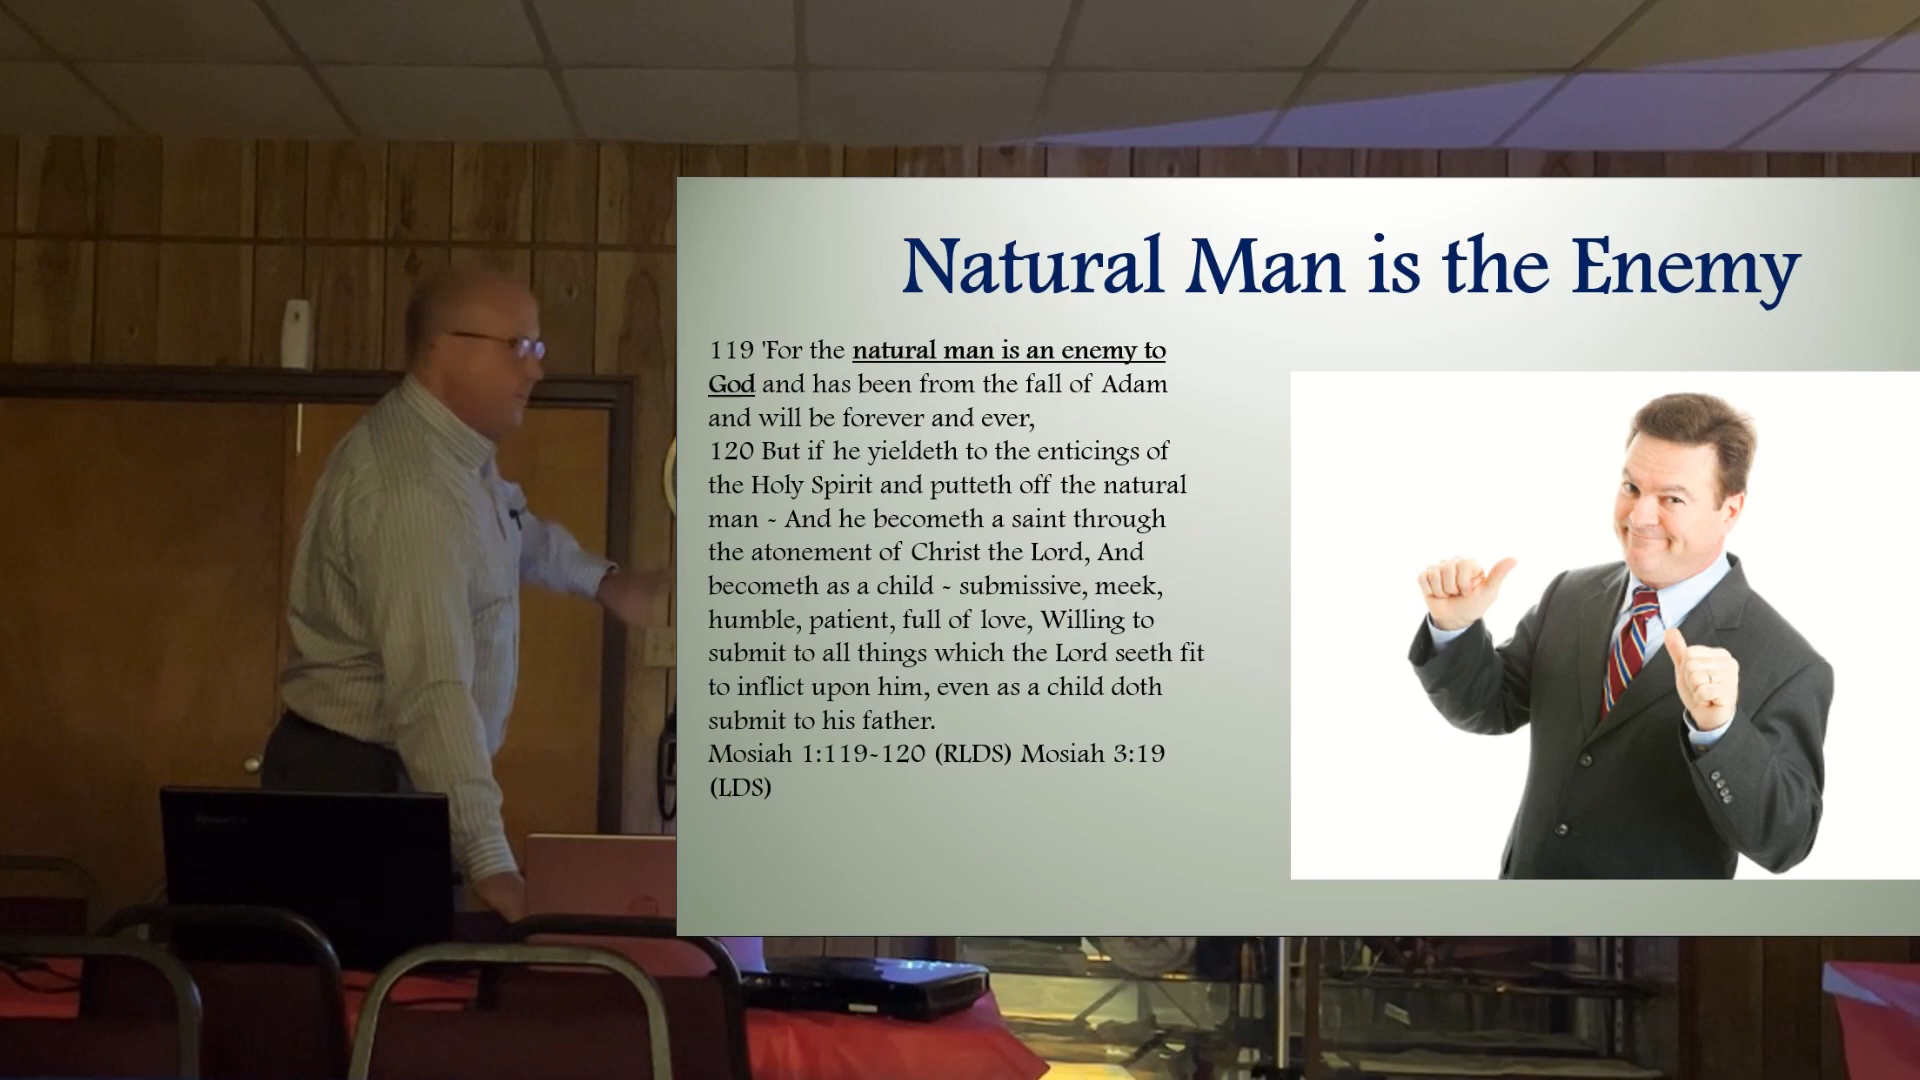 Natural Man is the Enemy
119 'For the natural man is an enemy to
God and has been from the fall of Adam
and will be forever and ever,
120 But if he yieldeth to the enticings of
the Holy Spirit and putteth off the natural
man - And he becometh a saint through
the atonement of Christ the Lord, And
becometh as a child - submissive, meek,
humble, patient, full of love, Willing to
submit to all things which the Lord seeth fit
to inflict upon him, even as a child doth
submit to his father.
Mosiah 1:119-120 (RLDS) Mosiah 3:19
(LDS)